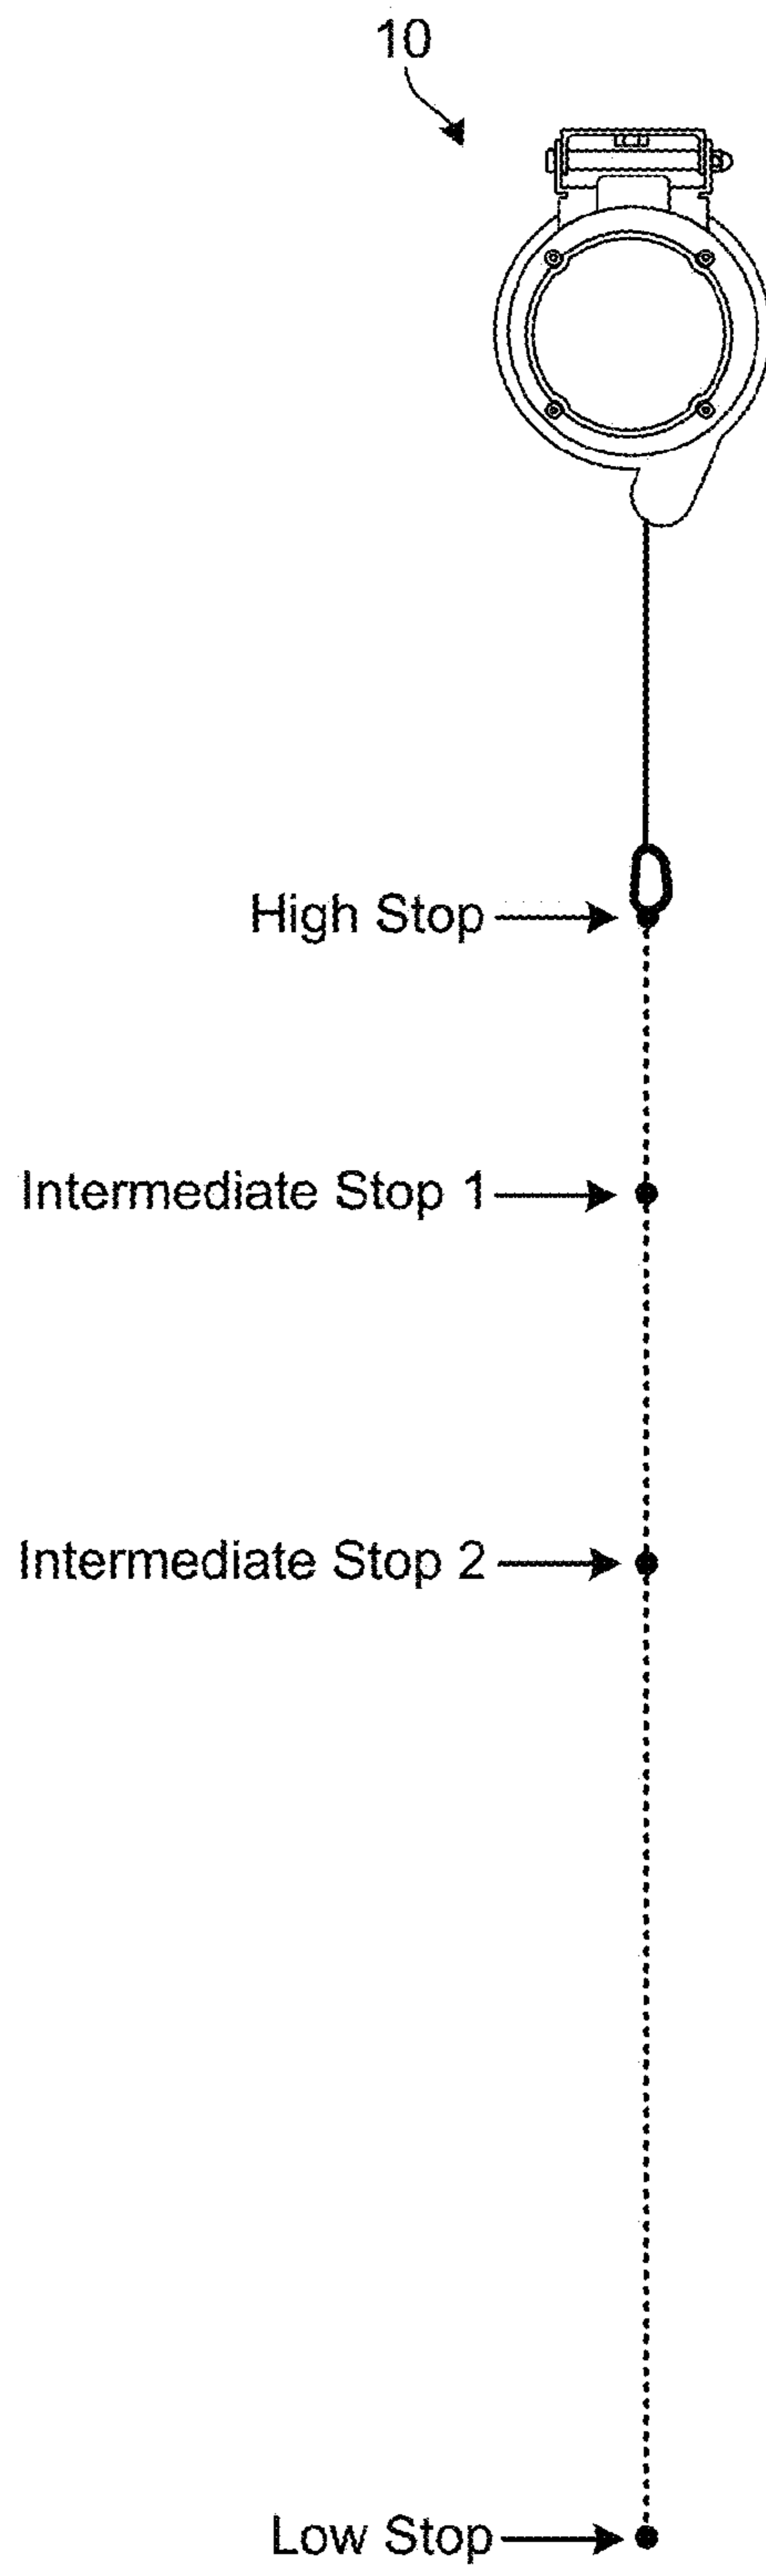 10
High Stop
Intermediate Stop 1
Intermediate Stop 2
Low Stop